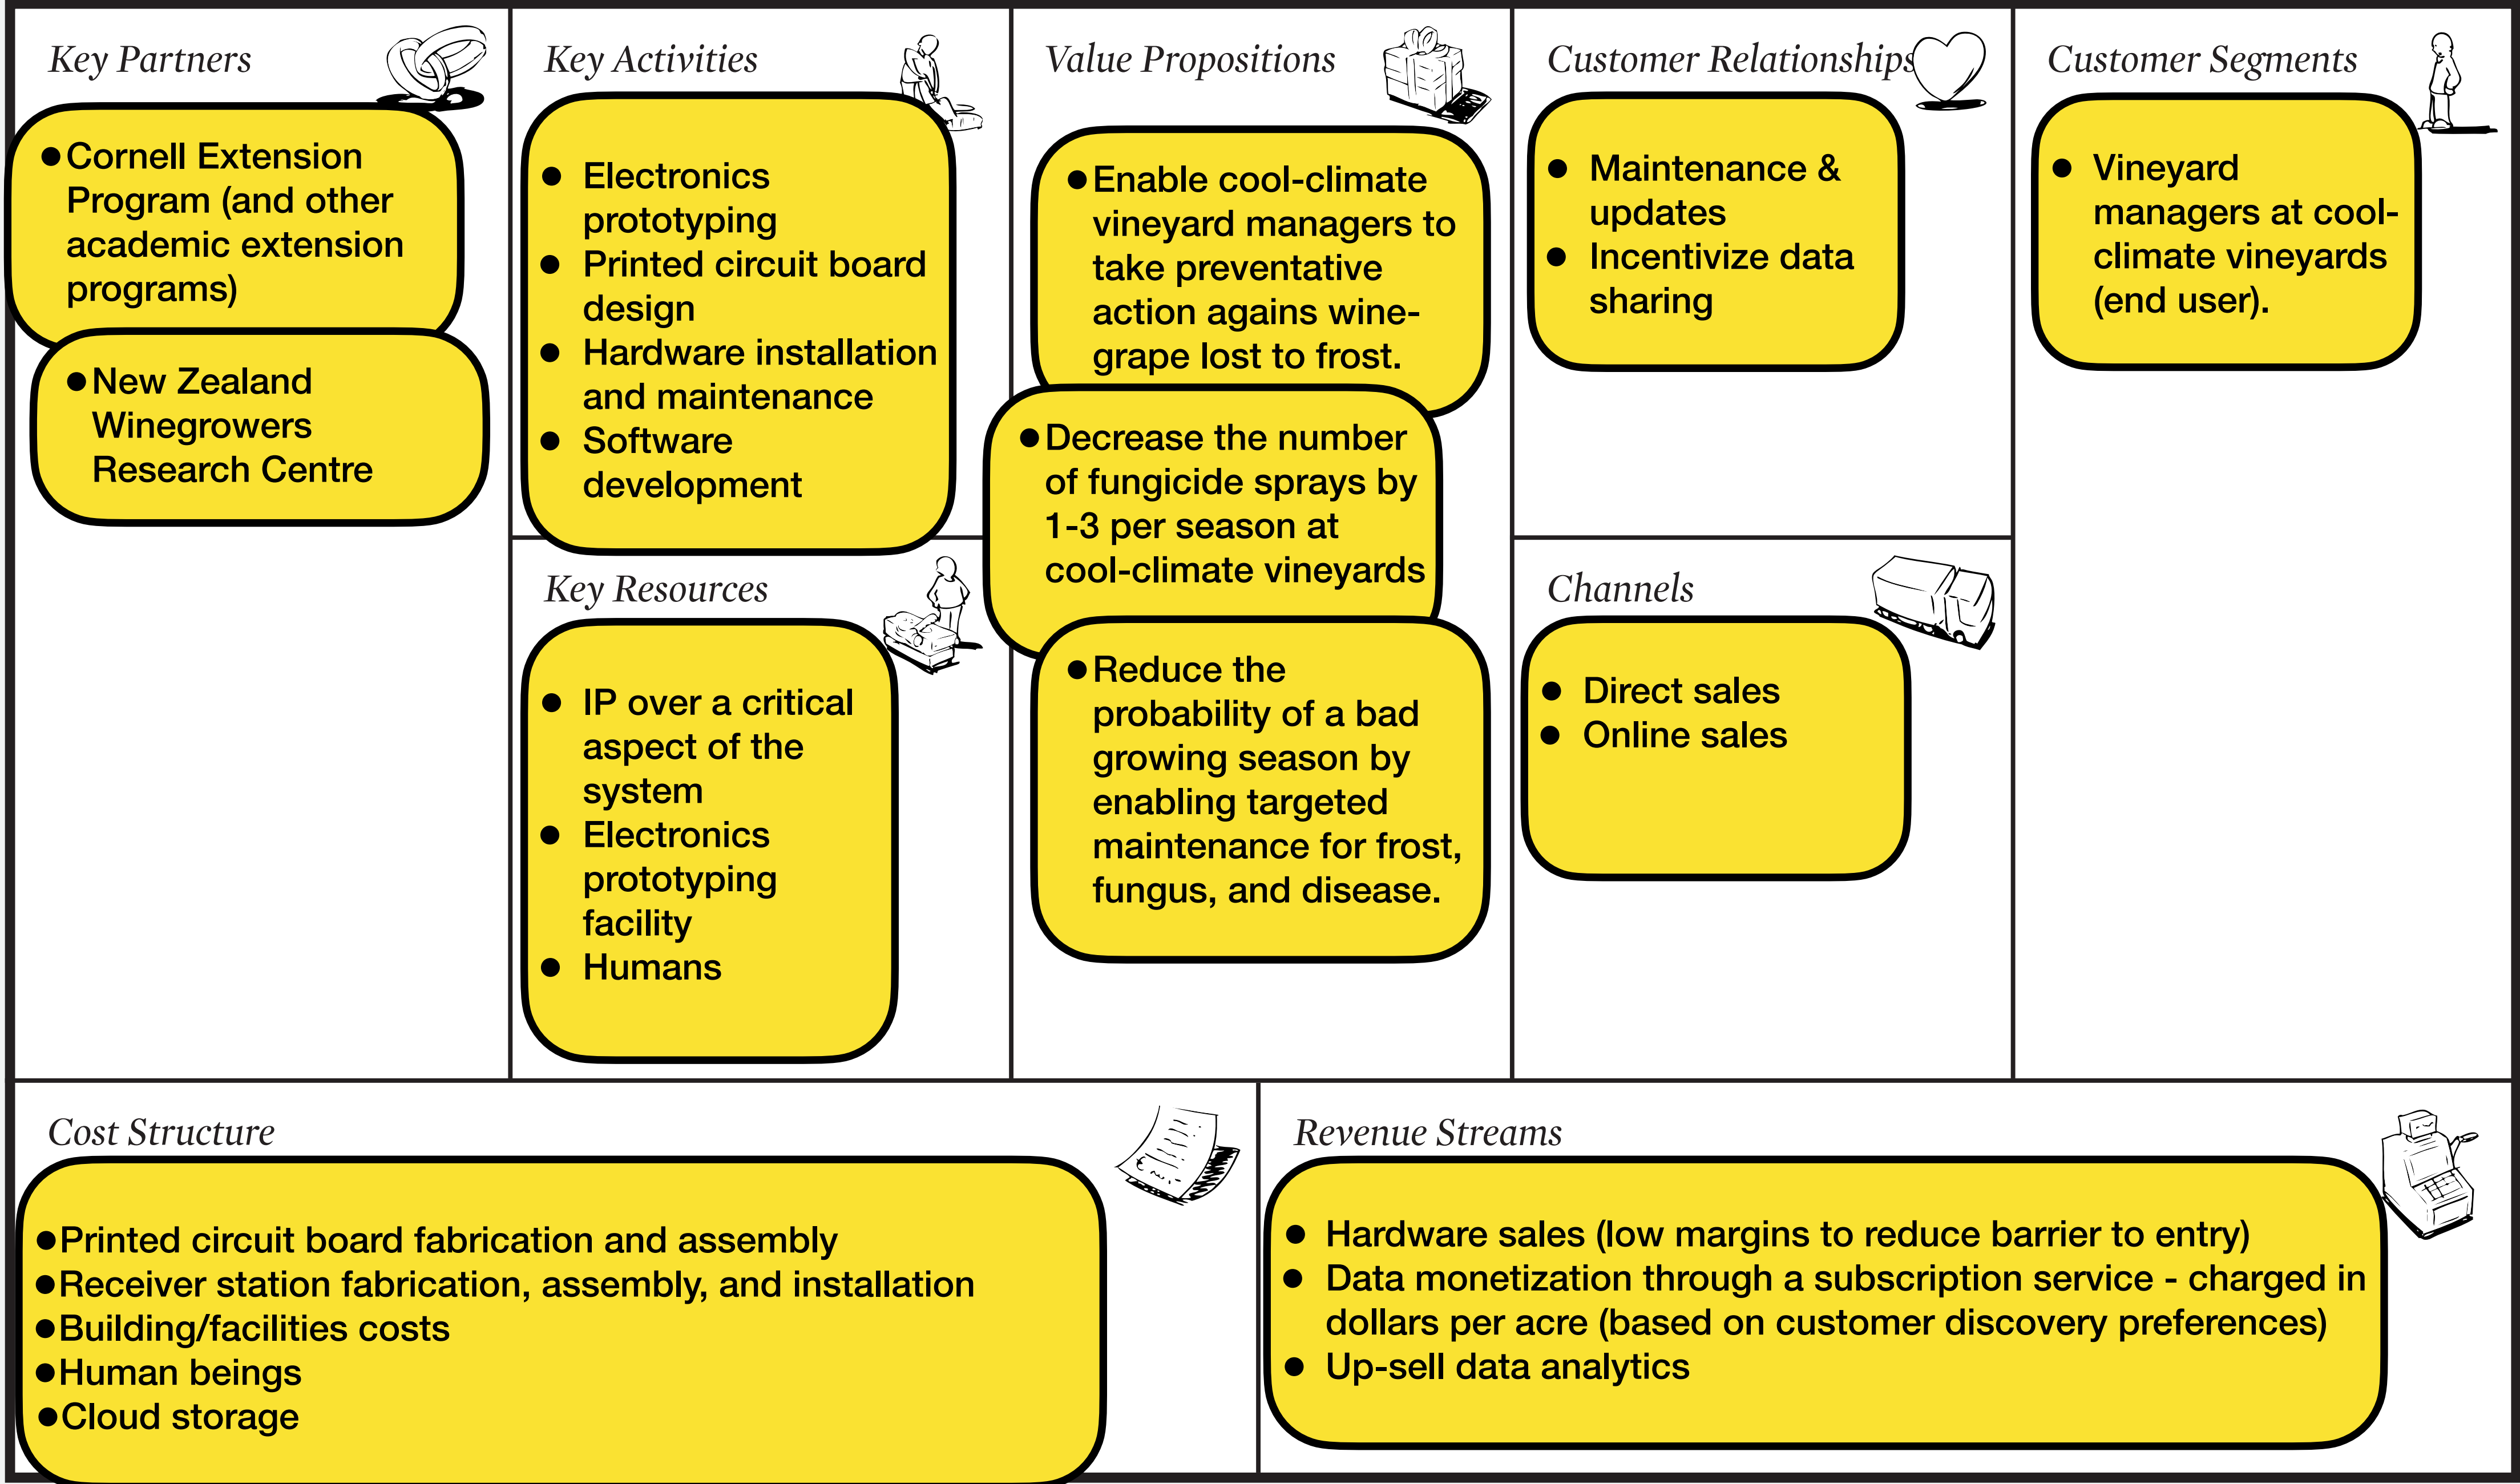 Key Partners
● Cornell Extension
Program (and other
academic extension
programs)
● New Zealand
Winegrowers
Research Centre
Key Activities
● Electronics
prototyping
● Printed circuit board
design
● Hardware installation
and maintenance
● Software
development
Key Resources
● IP over a critical
aspect of the
system
● Electronics
prototyping
facility
● Humans
Value Propositions
● Enable cool-climate
vineyard managers to
take preventative
action agains wine-
grape lost to frost.
● Decrease the number
of fungicide sprays by
1-3 per season at
cool-climate vineyards
● Reduce the
probability of a bad
growing season by
enabling targeted
maintenance for frost,
fungus, and disease.
Customer Relationships
● Maintenance &
updates
● Incentivize data
sharing
Channels
● Direct sales
● Online sales
Customer Segments
● Vineyard
managers at cool-
climate vineyards
(end user).
Cost Structure
● Printed circuit board fabrication and assembly
● Receiver station fabrication, assembly, and installation
● Building/facilities costs
● Human beings
● Cloud storage
Revenue Streams
● Hardware sales (low margins to reduce barrier to entry)
● Data monetization through a subscription service - charged in
dollars per acre (based on customer discovery preferences)
● Up-sell data analytics